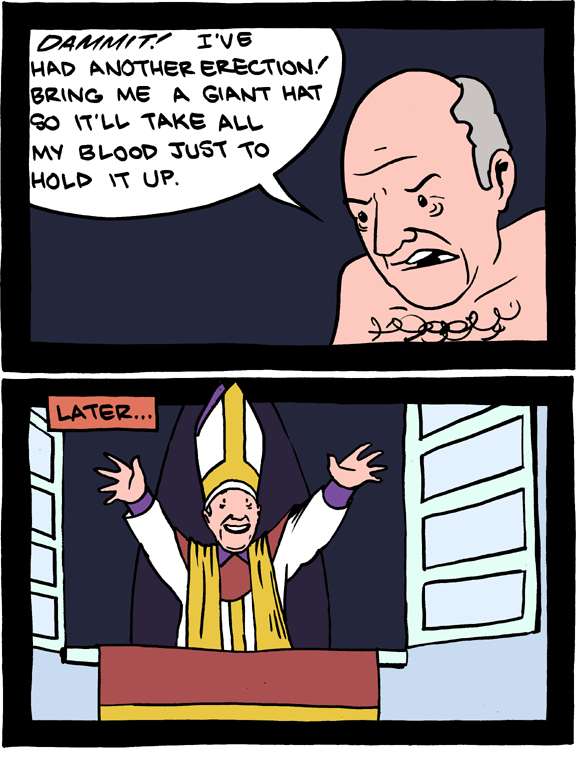 DAMMIT! I'VE
HAD ANOTHER ERECTION!
BRING ME A GIANT HAT
SO IT'LL TAKE ALL
MY BLOOD JUST TO
HOLD IT UP.
LATER...